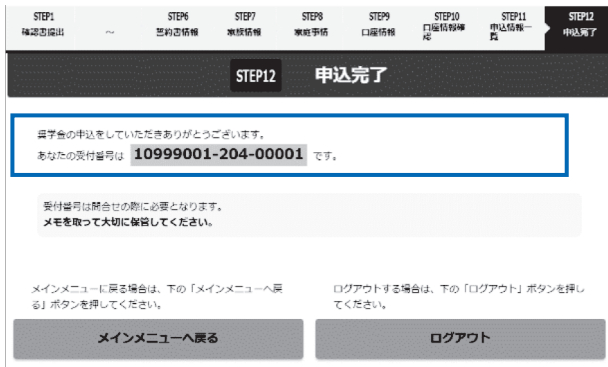 STEP1
確認書提出
～
STEP6
誓約書情報
STEP7
家族情報
STEP8
家庭事情
STEP9
口座情報
STEP10
口座情報確
認
STEP11
申込情報一
覧
STEP12
申込完了
STEP12 申込完了
奨学金の申込をしていただきありがとうございます。
あなたの受付番号は 10999001-204-00001 です。
受付番号は問合せの際に必要となります。
メモを取って大切に保管してください。
メインメニューに戻る場合は、下の「メインメニューへ戻
る」ボタンを押してください。
ログアウトする場合は、下の「ログアウト」ボタンを押し
てください。
メインメニューへ戻る
ログアウト